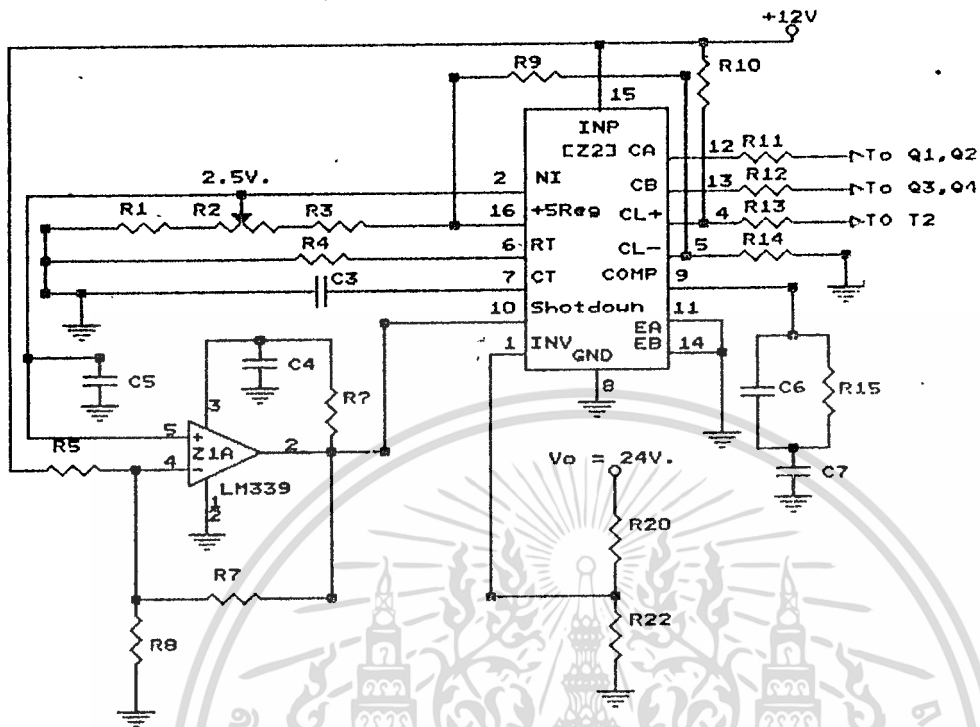 +12V
R9
R10
15
INP
[Z2]
CA
12
R11
To Q1,Q2
2.5V.
2
NI
CB
13
R12
To Q3,Q4
R1
R2
R3
16
+5Reg
CL+
4
R13
TO T2
R4
6
RT
CL-
5
R14
C3
7
CT
COMP
9
10
Shotdown
EA
11
1
INV
GND
EB
14
8
C5
C4
3
R?
C6
R15
R5
5
+
Z1A
2
4
-
LM339
1
2
Vo = 24V.
C7
R20
R7
R8
R22